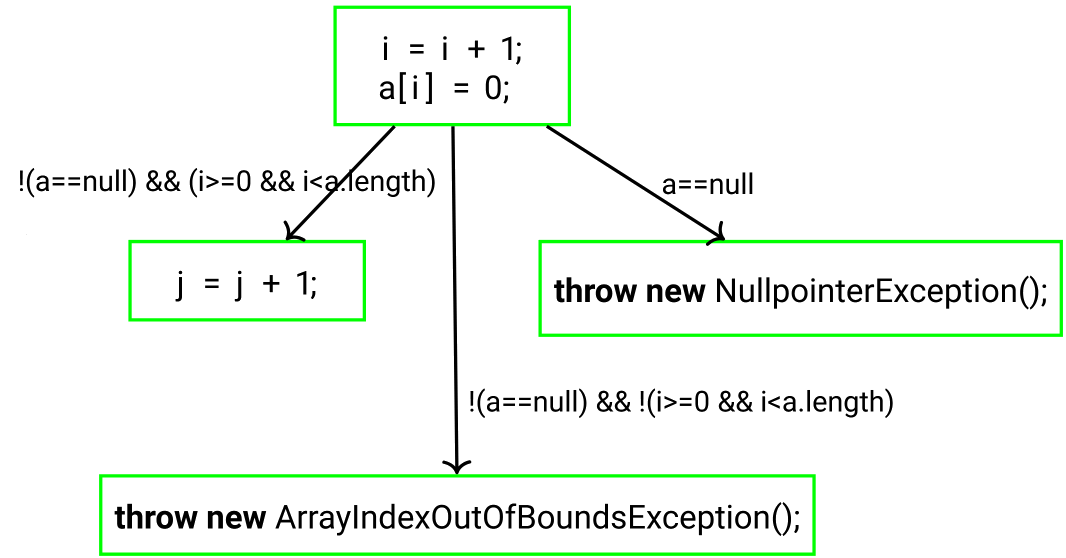 i = i + 1;
a[i] = 0;
!(a==null) && (i>=0 && i<a.length)
a==null
j = j + 1;
throw new NullpointerException();
!(a==null) && !(i>=0 && i<a.length)
throw new ArrayIndexOutOfBoundsException();